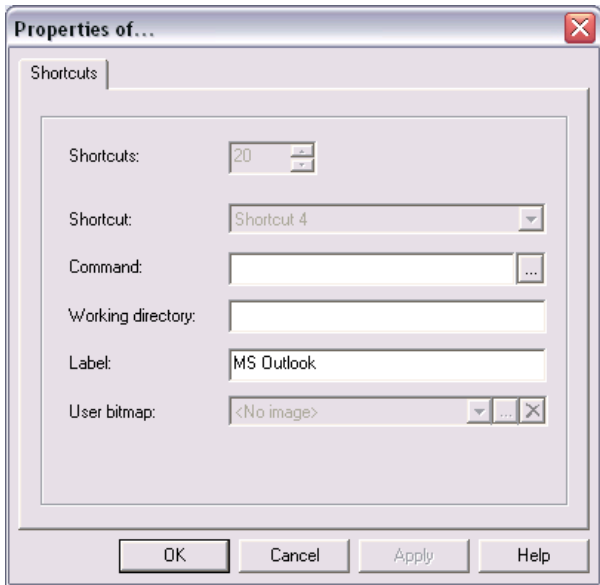 Properties of...
Shortcuts
Shortcuts: 20
Shortcut: Shortcut 4
Command: ...
Working directory:
Label: MS Outlook
User bitmap: <No image> ...
OK Cancel Apply Help